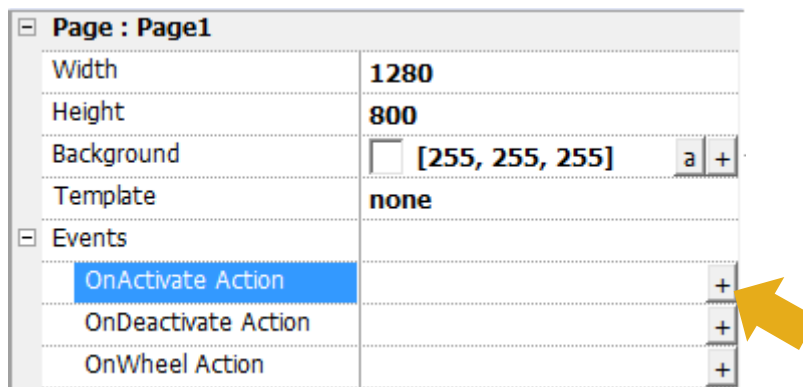 Page : Page1
Width 1280
Height 800
Background [255, 255, 255] a +
Template none
Events
OnActivate Action +
OnDeactivate Action +
OnWheel Action +